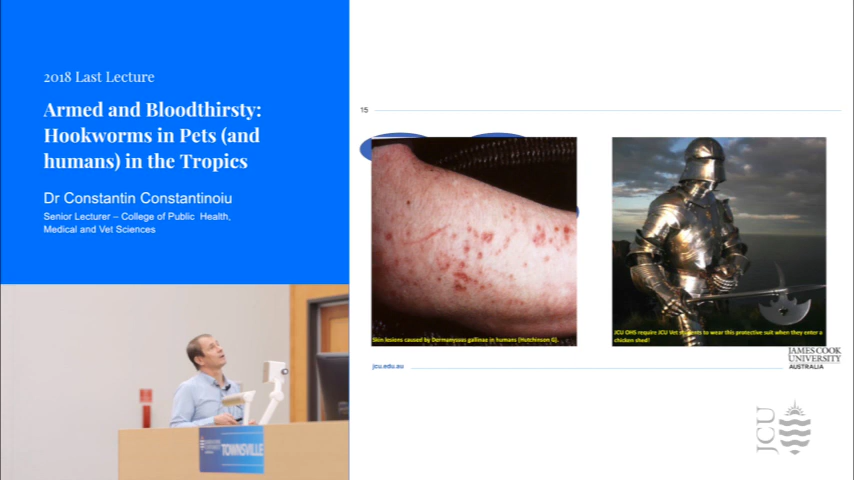 2018 Last Lecture
Armed and Bloodthirsty:
Hookworms in Pets (and
humans) in the Tropics
Dr Constantin Constantinoiu
Senior Lecturer – College of Public Health,
Medical and Vet Sciences
15
Skin lesions caused by Dermanyssus gallinae in humans (Hutchinson G).
JCU OHS require JCU Vet students to wear this protective suit when they enter a
chicken shed!
jcu.edu.au
JAMES COOK
UNIVERSITY
AUSTRALIA
JCU
TOWNSVILLE